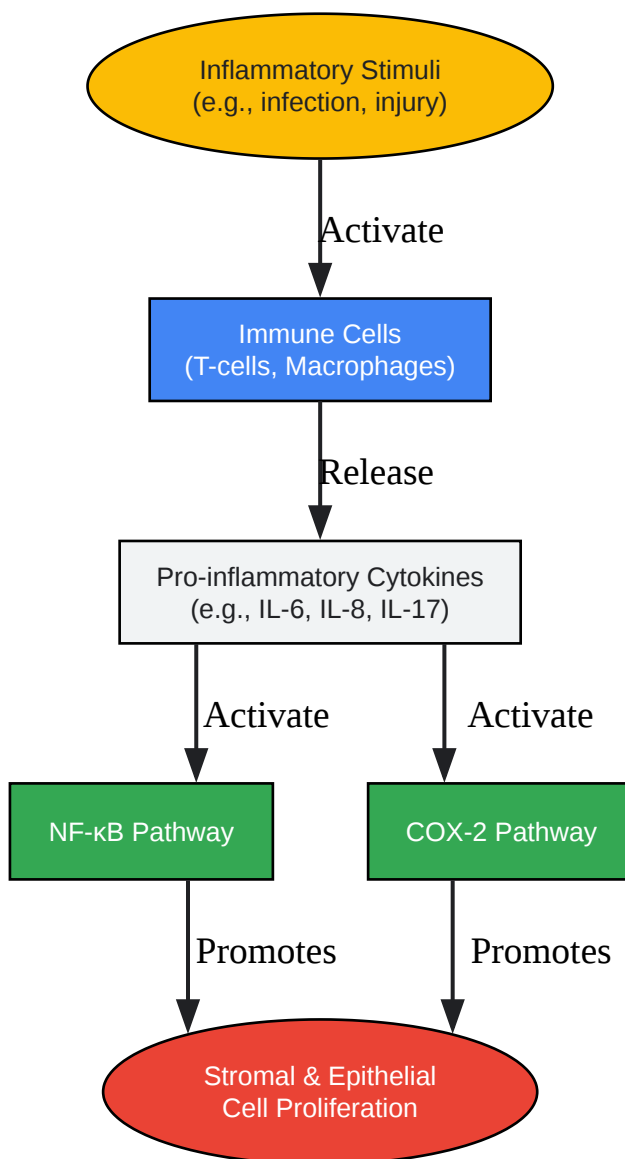 Inflammatory Stimuli
(e.g., infection, injury)
Activate
Immune Cells
(T-cells, Macrophages)
Release
Pro-inflammatory Cytokines
(e.g., IL-6, IL-8, IL-17)
Activate
Activate
NF-κB Pathway
COX-2 Pathway
Promotes
Promotes
Stromal & Epithelial
Cell Proliferation